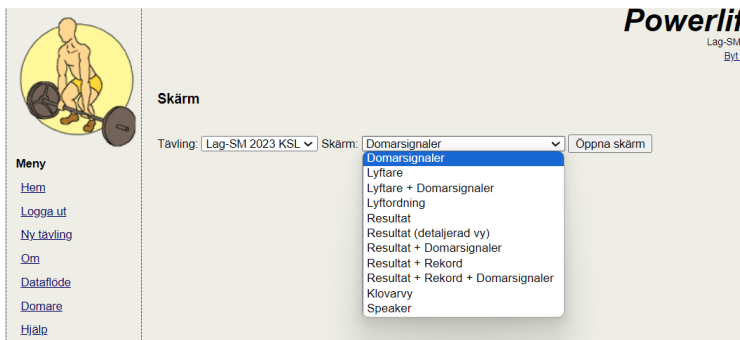 Powerlif
Lag-SM
Byt
Skärm
Tävling: Lag-SM 2023 KSL Skärm: Domarsignaler Öppna skärm
Domarsignaler
Lyftare
Lyftare + Domarsignaler
Lyftordning
Resultat
Resultat (detaljerad vy)
Resultat + Domarsignaler
Resultat + Rekord
Resultat + Rekord + Domarsignaler
Klovarvy
Speaker
Meny
Hem
Logga ut
Ny tävling
Om
Dataflöde
Domare
Hjälp